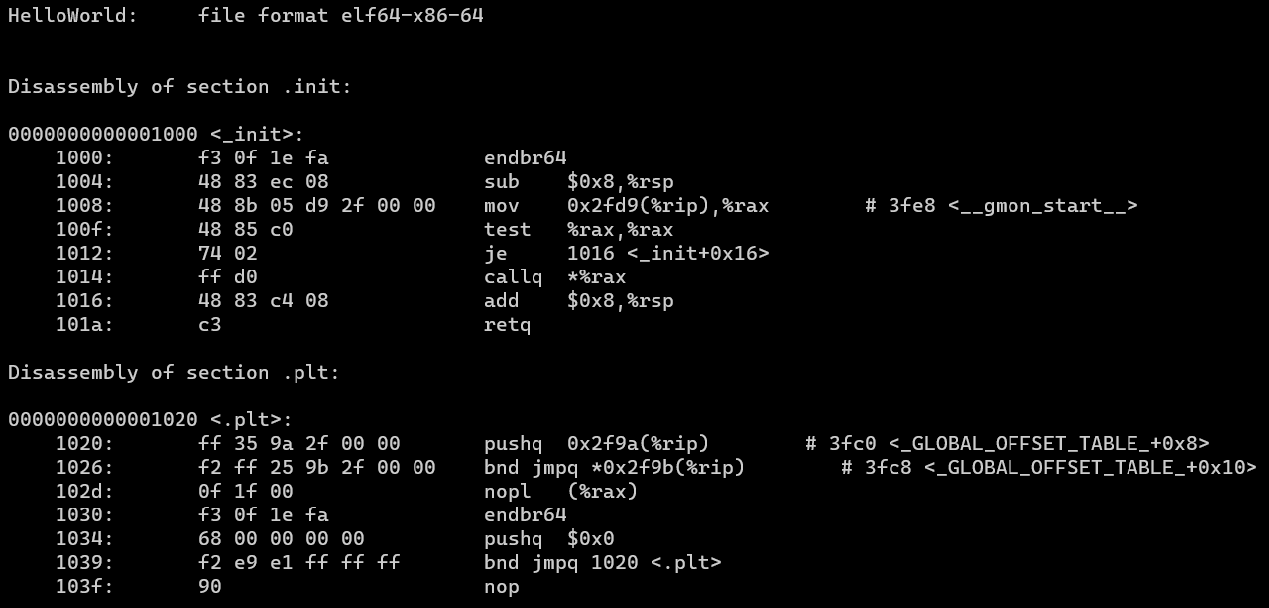 HelloWorld:     file format elf64-x86-64
Disassembly of section .init:
0000000000001000 <_init>:
    1000:       f3 0f 1e fa             endbr64
    1004:       48 83 ec 08             sub    $0x8,%rsp
    1008:       48 8b 05 d9 2f 00 00    mov    0x2fd9(%rip),%rax        # 3fe8 <__gmon_start__>
    100f:       48 85 c0                test   %rax,%rax
    1012:       74 02                   je     1016 <_init+0x16>
    1014:       ff d0                   callq  *%rax
    1016:       48 83 c4 08             add    $0x8,%rsp
    101a:       c3                      retq
Disassembly of section .plt:
0000000000001020 <.plt>:
    1020:       ff 35 9a 2f 00 00       pushq  0x2f9a(%rip)        # 3fc0 <_GLOBAL_OFFSET_TABLE_+0x8>
    1026:       f2 ff 25 9b 2f 00 00    bnd jmpq *0x2f9b(%rip)        # 3fc8 <_GLOBAL_OFFSET_TABLE_+0x10>
    102d:       0f 1f 00                nopl   (%rax)
    1030:       f3 0f 1e fa             endbr64
    1034:       68 00 00 00 00          pushq  $0x0
    1039:       f2 e9 e1 ff ff ff       bnd jmpq 1020 <.plt>
    103f:       90                      nop